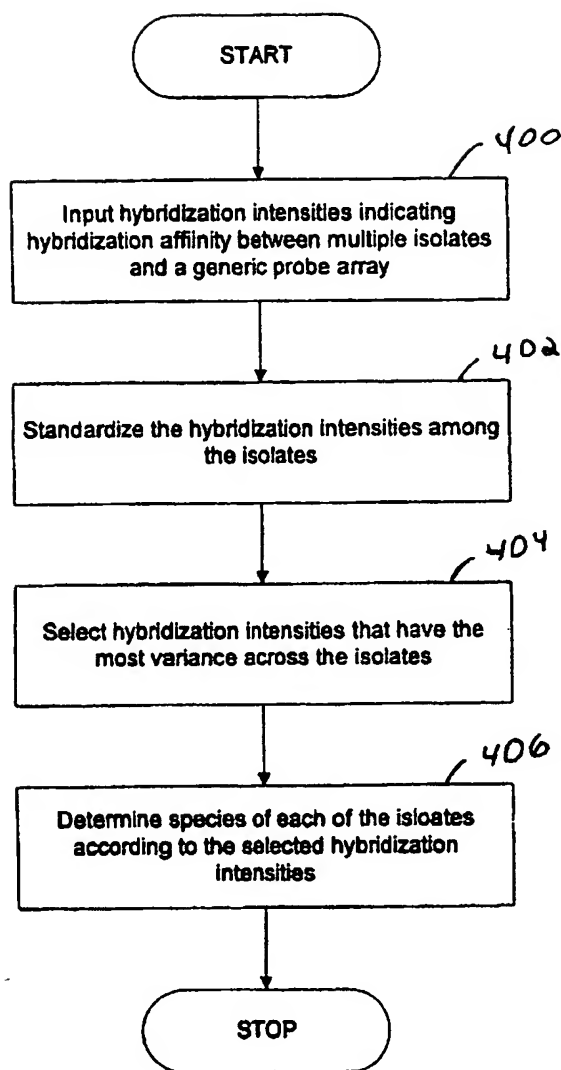 START
400
Input hybridization intensities indicating
hybridization affiinity between multiple isolates
and a generic probe array
402
Standardize the hybridization intensities among
the isolates
404
Select hybridization intensities that have the
most variance across the isolates
406
Determine species of each of the isloates
according to the selected hybridization
intensities
STOP